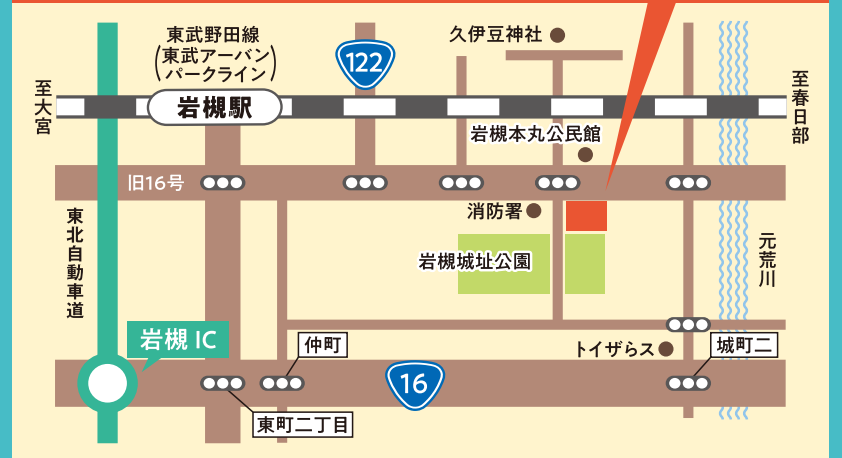 東武野田線
(東武アーバン
パークライン)
久伊豆神社
122
至大宮
岩槻駅
至春日部
岩槻本丸公民館
旧16号
消防署
東北自動車道
岩槻城址公園
元荒川
岩槻 IC
仲町
トイザらス
城町二
16
東町二丁目